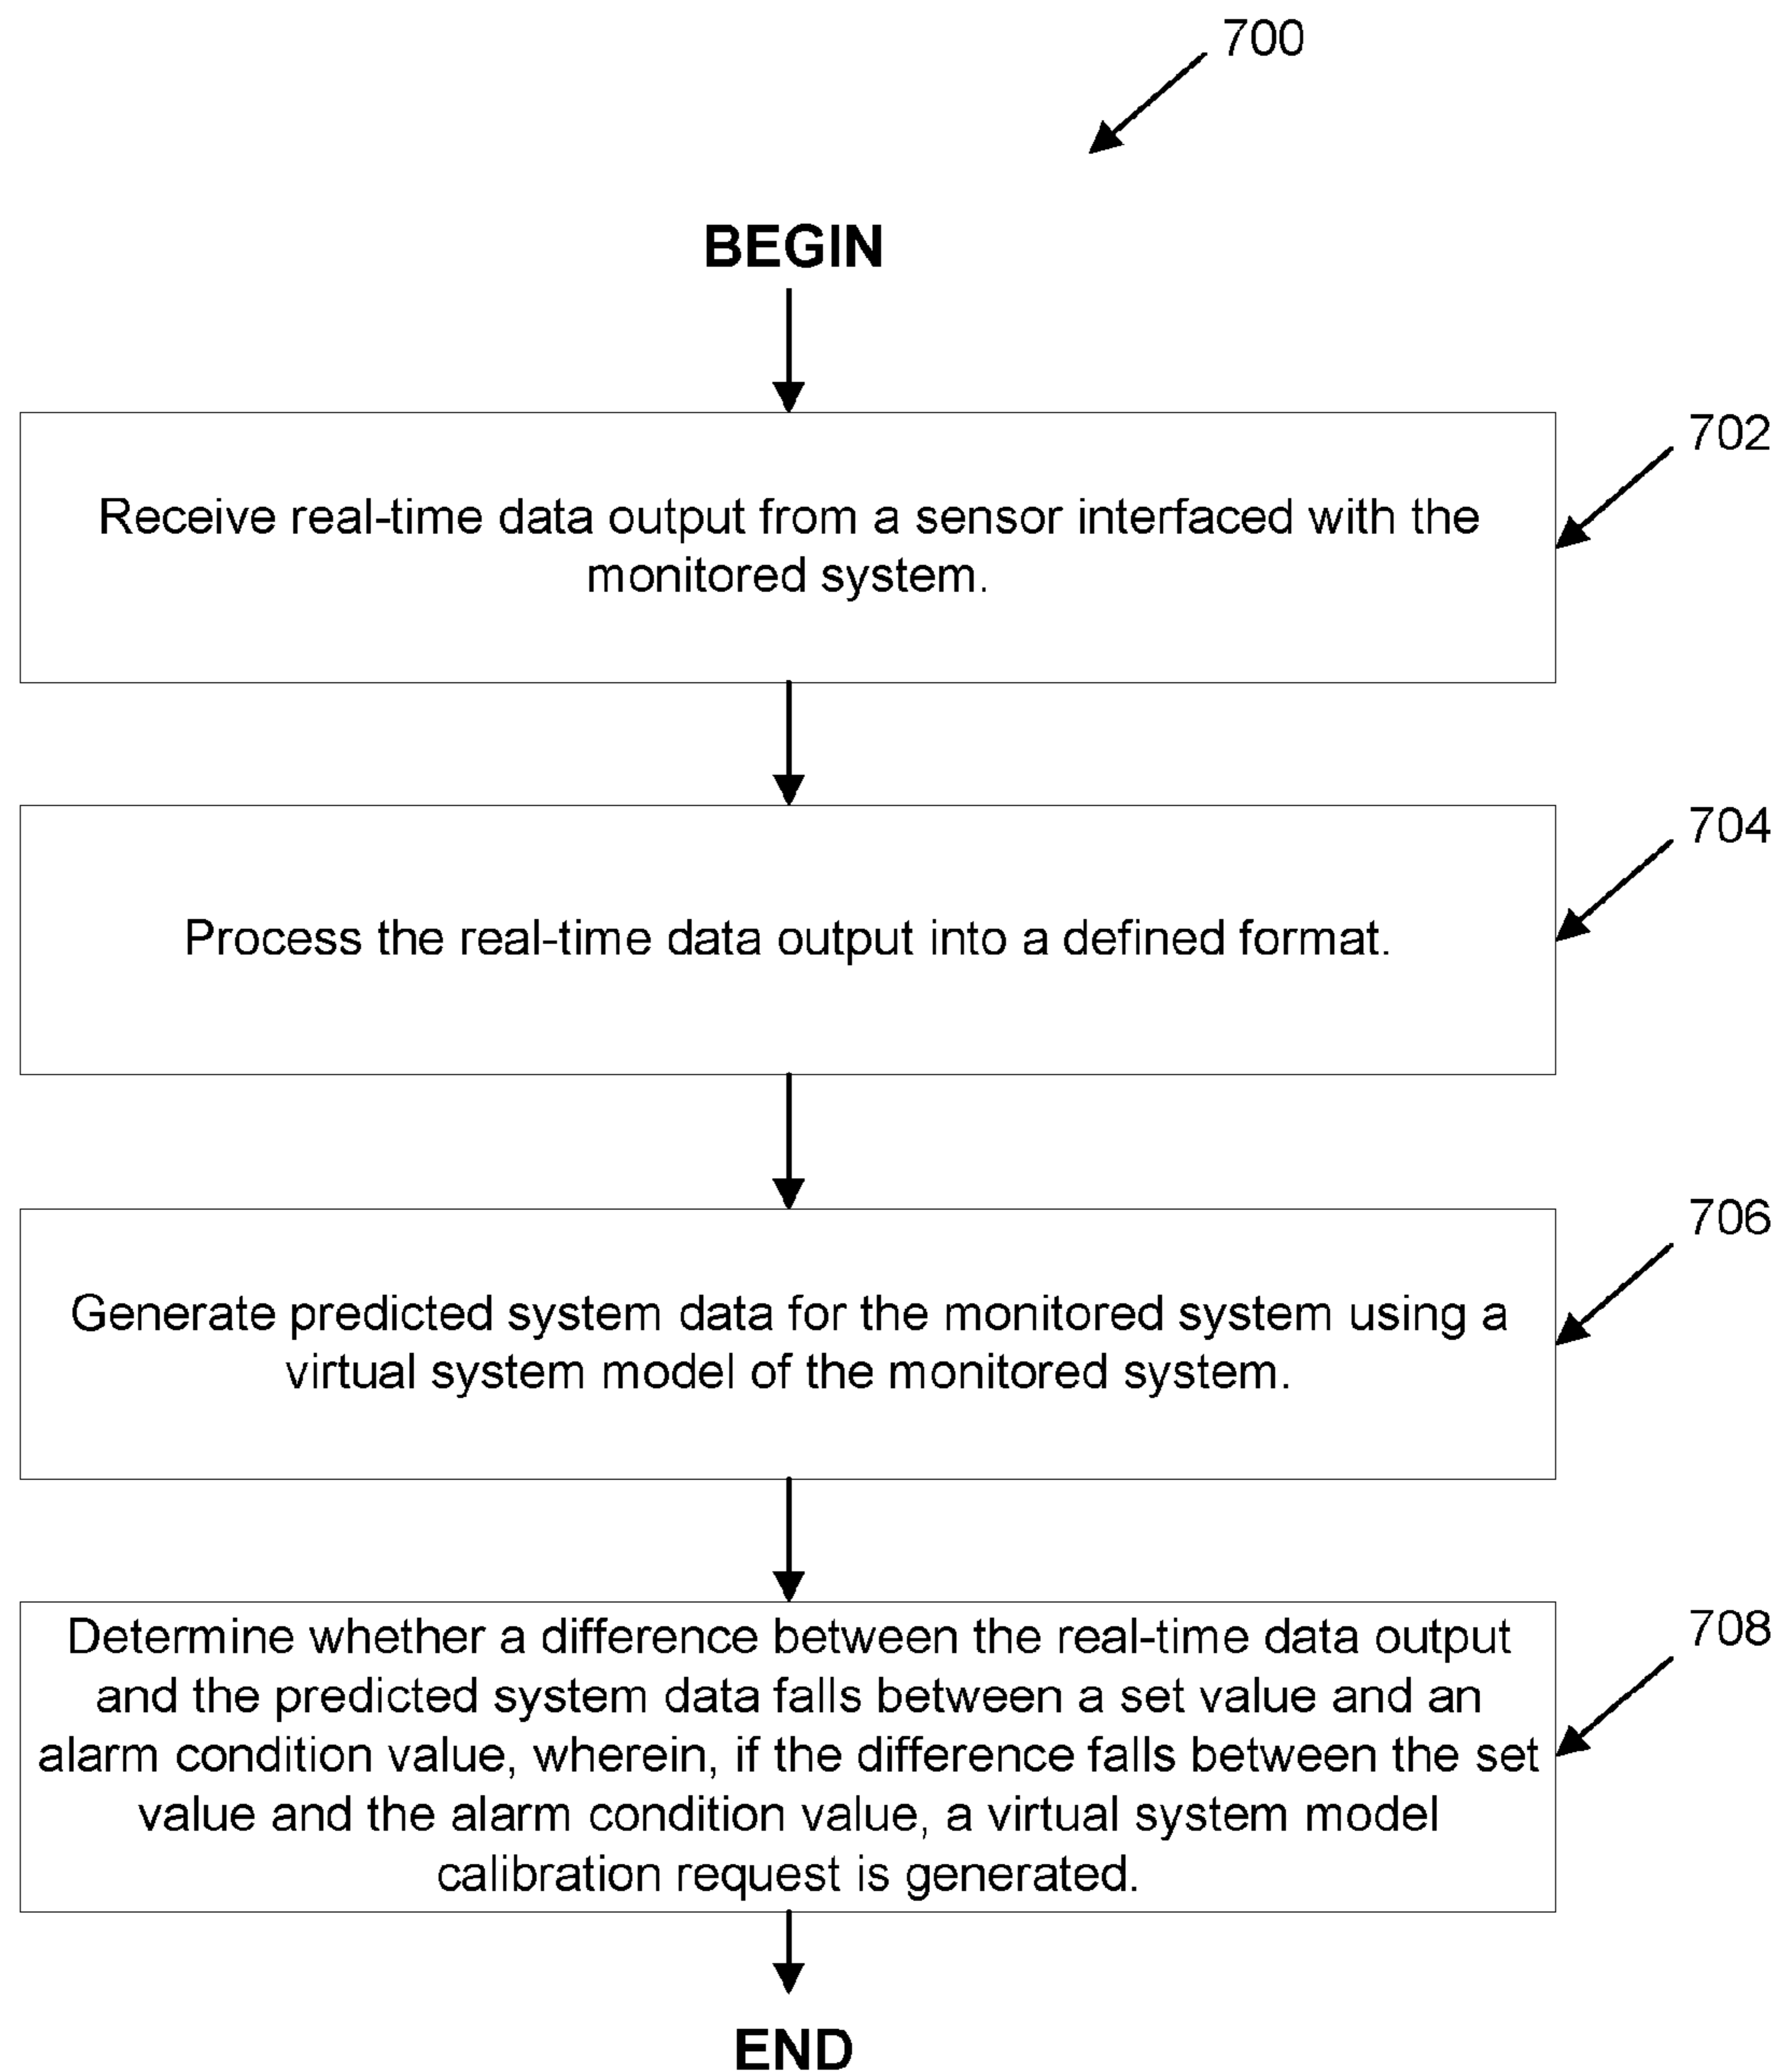 700
BEGIN
702
Receive real-time data output from a sensor interfaced with the
monitored system.
704
Process the real-time data output into a defined format.
706
Generate predicted system data for the monitored system using a
virtual system model of the monitored system.
708
Determine whether a difference between the real-time data output
and the predicted system data falls between a set value and an
alarm condition value, wherein, if the difference falls between the set
value and the alarm condition value, a virtual system model
calibration request is generated.
END